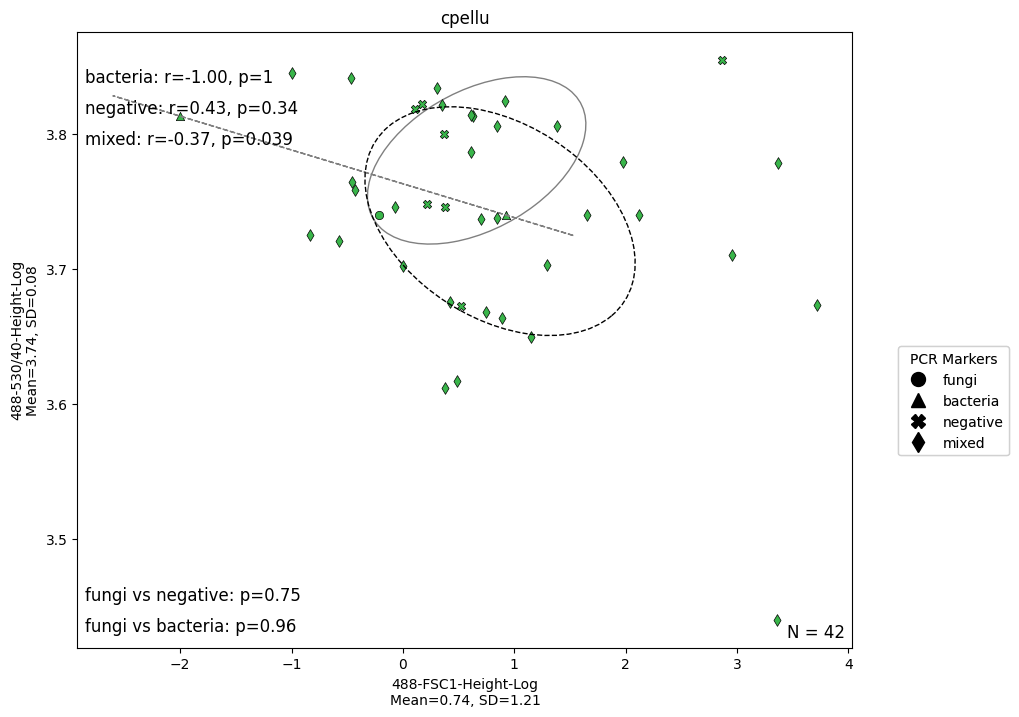 cpellu
bacteria: r=-1.00, p=1
negative: r=0.43, p=0.34
mixed: r=-0.37, p=0.039
3.8
3.7
3.6
3.5
488-530/40-Height-Log
Mean=3.74, SD=0.08
PCR Markers
fungi
bacteria
negative
mixed
fungi vs negative: p=0.75
fungi vs bacteria: p=0.96
N = 42
−2 −1 0 1 2 3 4
488-FSC1-Height-Log
Mean=0.74, SD=1.21